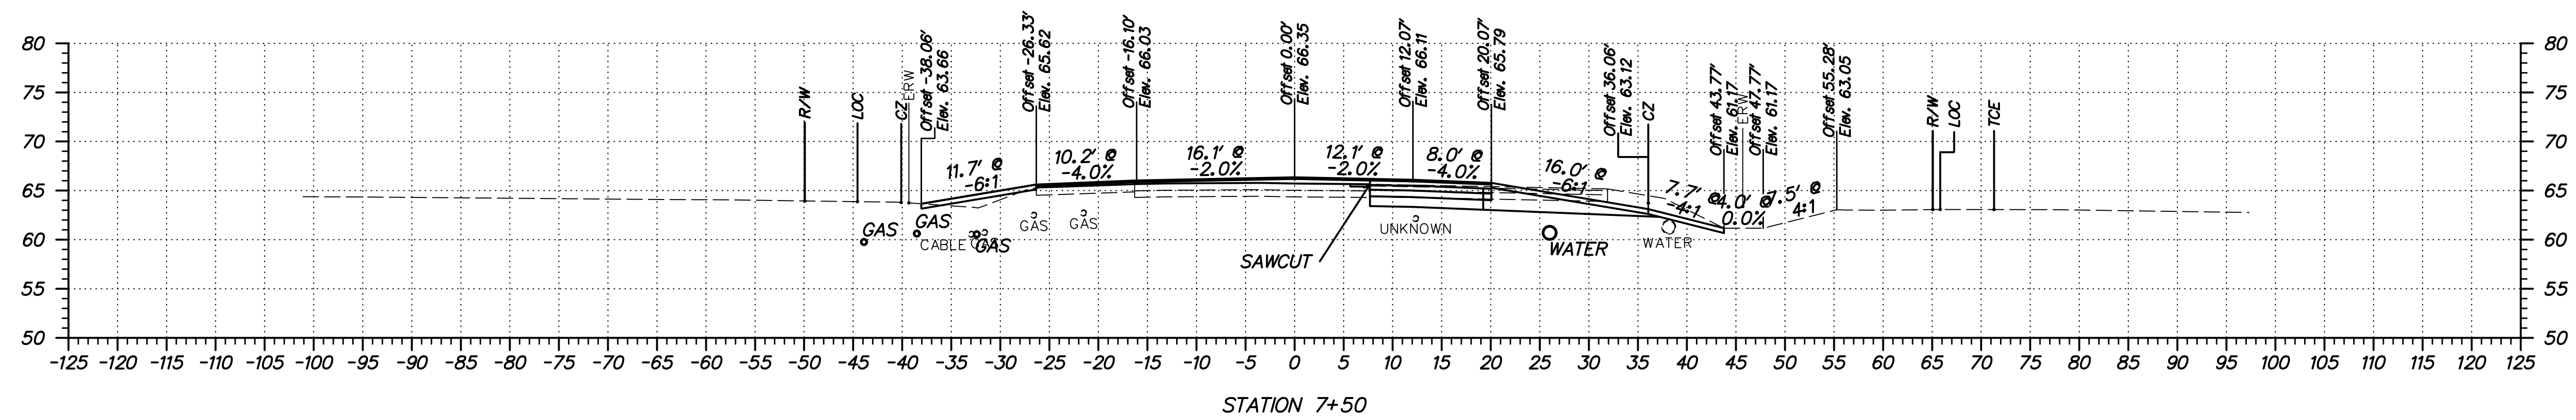 R/W
LOC
CZ
ERW
Offset -38.06'
Elev. 63.66
Offset -26.33'
Elev. 65.62
Offset -16.10'
Elev. 66.03
Offset 0.00'
Elev. 66.35
Offset 12.07'
Elev. 66.11
Offset 20.07'
Elev. 65.79
Offset 36.06'
Elev. 63.12
CZ
Offset 43.77'
Elev. 61.17
ERW
Offset 47.77'
Elev. 61.17
Offset 55.28'
Elev. 63.05
R/W
LOC
TCE
80
75
70
65
60
55
50
11.7' @
-6:1
10.2' @
-4.0%
16.1' @
-2.0%
12.1' @
-2.0%
8.0' @
-4.0%
16.0' @
-6:1
7.7' @
-4:1
4.0' @
0.0%
7.5' @
4:1
GAS
GAS
CABLE
GAS
GAS
GAS
GAS
UNKNOWN
SAWCUT
WATER
WATER
80
75
70
65
60
55
50
-125 -120 -115 -110 -105 -100 -95 -90 -85 -80 -75 -70 -65 -60 -55 -50 -45 -40 -35 -30 -25 -20 -15 -10 -5 0 5 10 15 20 25 30 35 40 45 50 55 60 65 70 75 80 85 90 95 100 105 110 115 120 125
STATION 7+50